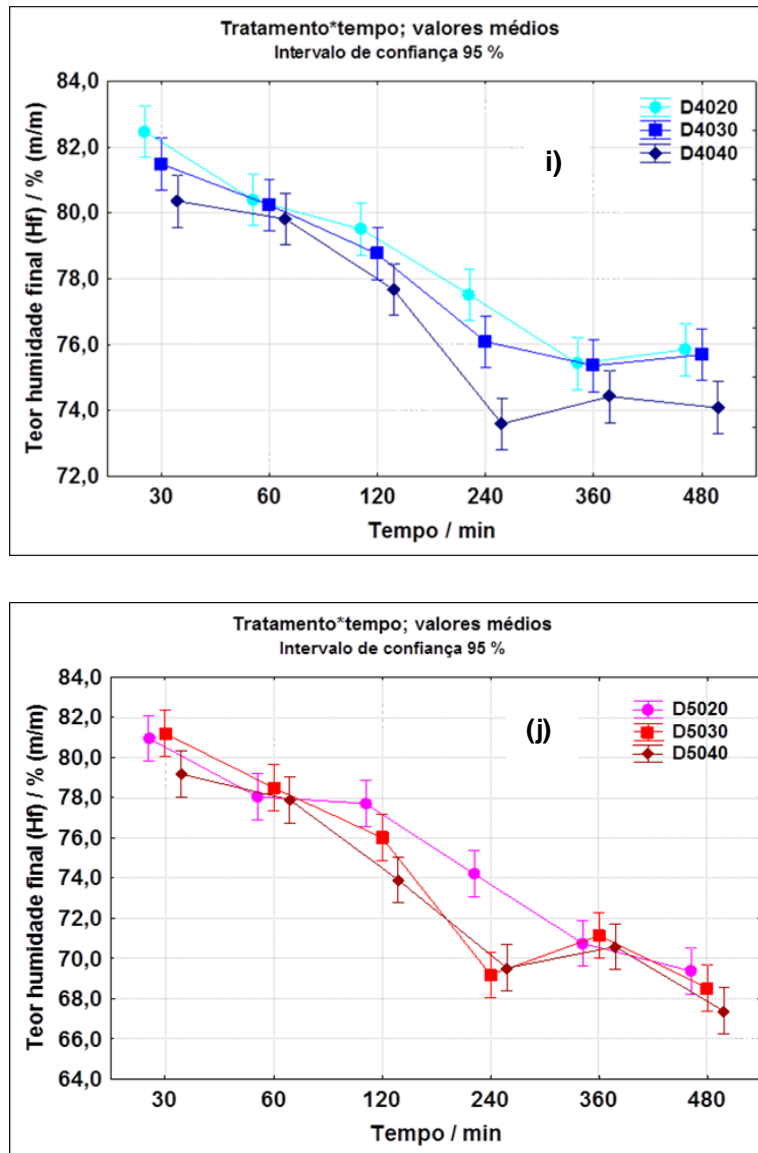 Tratamento*tempo; valores médios
Intervalo de confiança 95 %
84,0
82,0
80,0
78,0
76,0
74,0
72,0
Teor humidade final (Hf) / % (m/m)
D4020
D4030
D4040
i)
30 60 120 240 360 480
Tempo / min
Tratamento*tempo; valores médios
Intervalo de confiança 95 %
84,0
82,0
80,0
78,0
76,0
74,0
72,0
70,0
68,0
66,0
64,0
Teor humidade final (Hf) / % (m/m)
D5020
D5030
D5040
(j)
30 60 120 240 360 480
Tempo / min